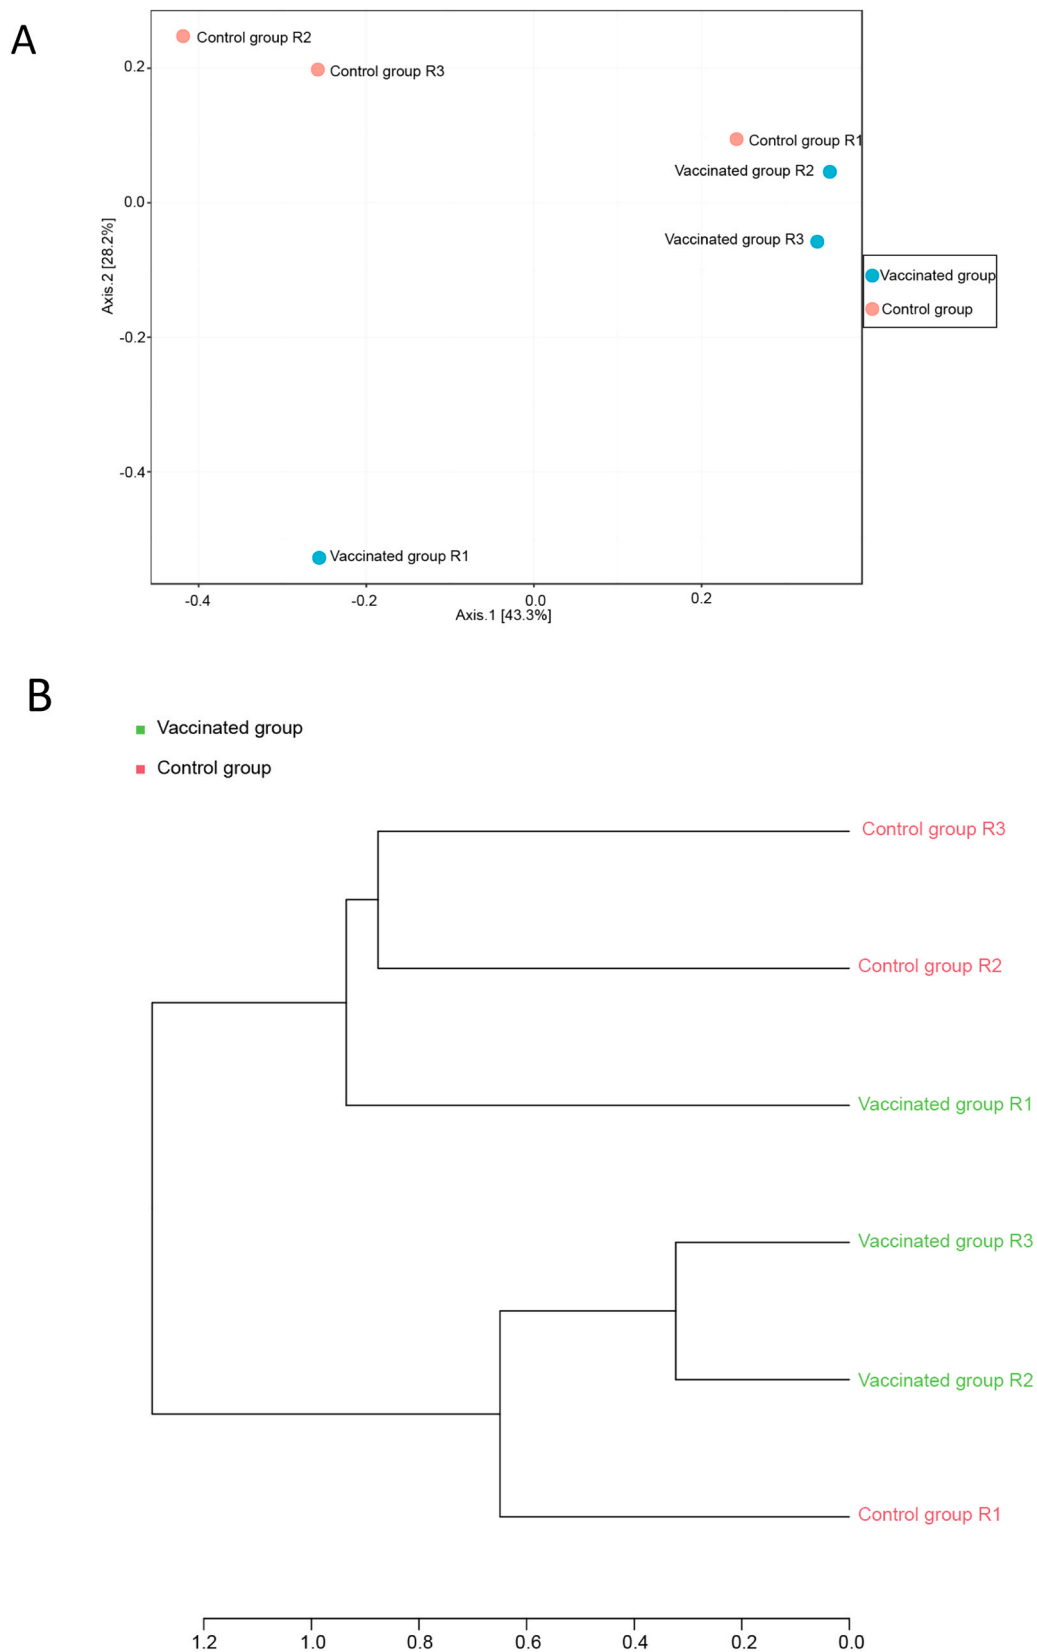 A
Control group R2
Control group R3
Control group R1
Vaccinated group R2
Vaccinated group R3
Vaccinated group R1
0.2
0.0
-0.2
-0.4
Axis.2 [28.2%]
-0.4
-0.2
0.0
0.2
Axis.1 [43.3%]
Vaccinated group
Control group
B
Vaccinated group
Control group
Control group R3
Control group R2
Vaccinated group R1
Vaccinated group R3
Vaccinated group R2
Control group R1
1.2 1.0 0.8 0.6 0.4 0.2 0.0